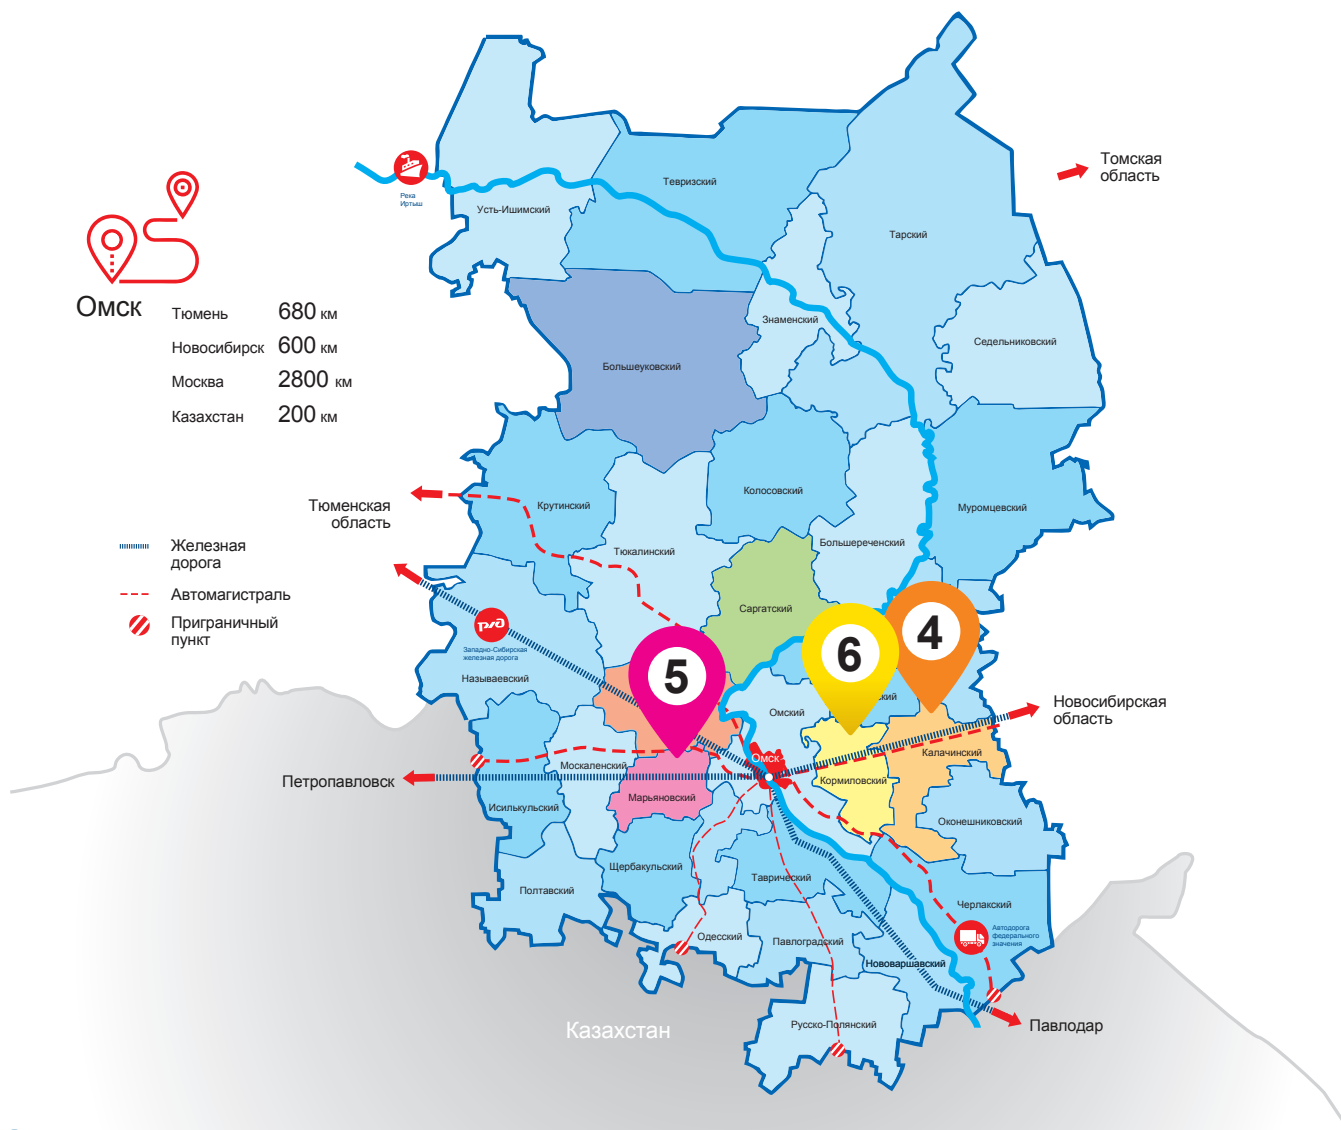 Томская
область
Река
Иртыш
Тевризский
Усть-Ишимский
Тарский
Омск
Тюмень 680 км
Новосибирск 600 км
Москва 2800 км
Казахстан 200 км
Знаменский
Седельниковский
Большеуковский
Тюменская
область
Крутинский
Колосовский
Муромцевский
Железная
дорога
Автомагистраль
Приграничный
пункт
Тюкалинский
Большереченский
Саргатский
ржд
Западно-Сибирская
железная дорога
Называевский
5
6
4
ский
Омский
Новосибирская
область
Калачинский
Петропавловск
Москаленский
Омск
Кормиловский
Марьяновский
Исилькульский
Оконешниковский
Щербакульский
Таврический
Полтавский
Черлакский
Автодорога
федерального
значения
Одесский
Павлоградский
Нововаршавский
Казахстан
Русско-Полянский
Павлодар